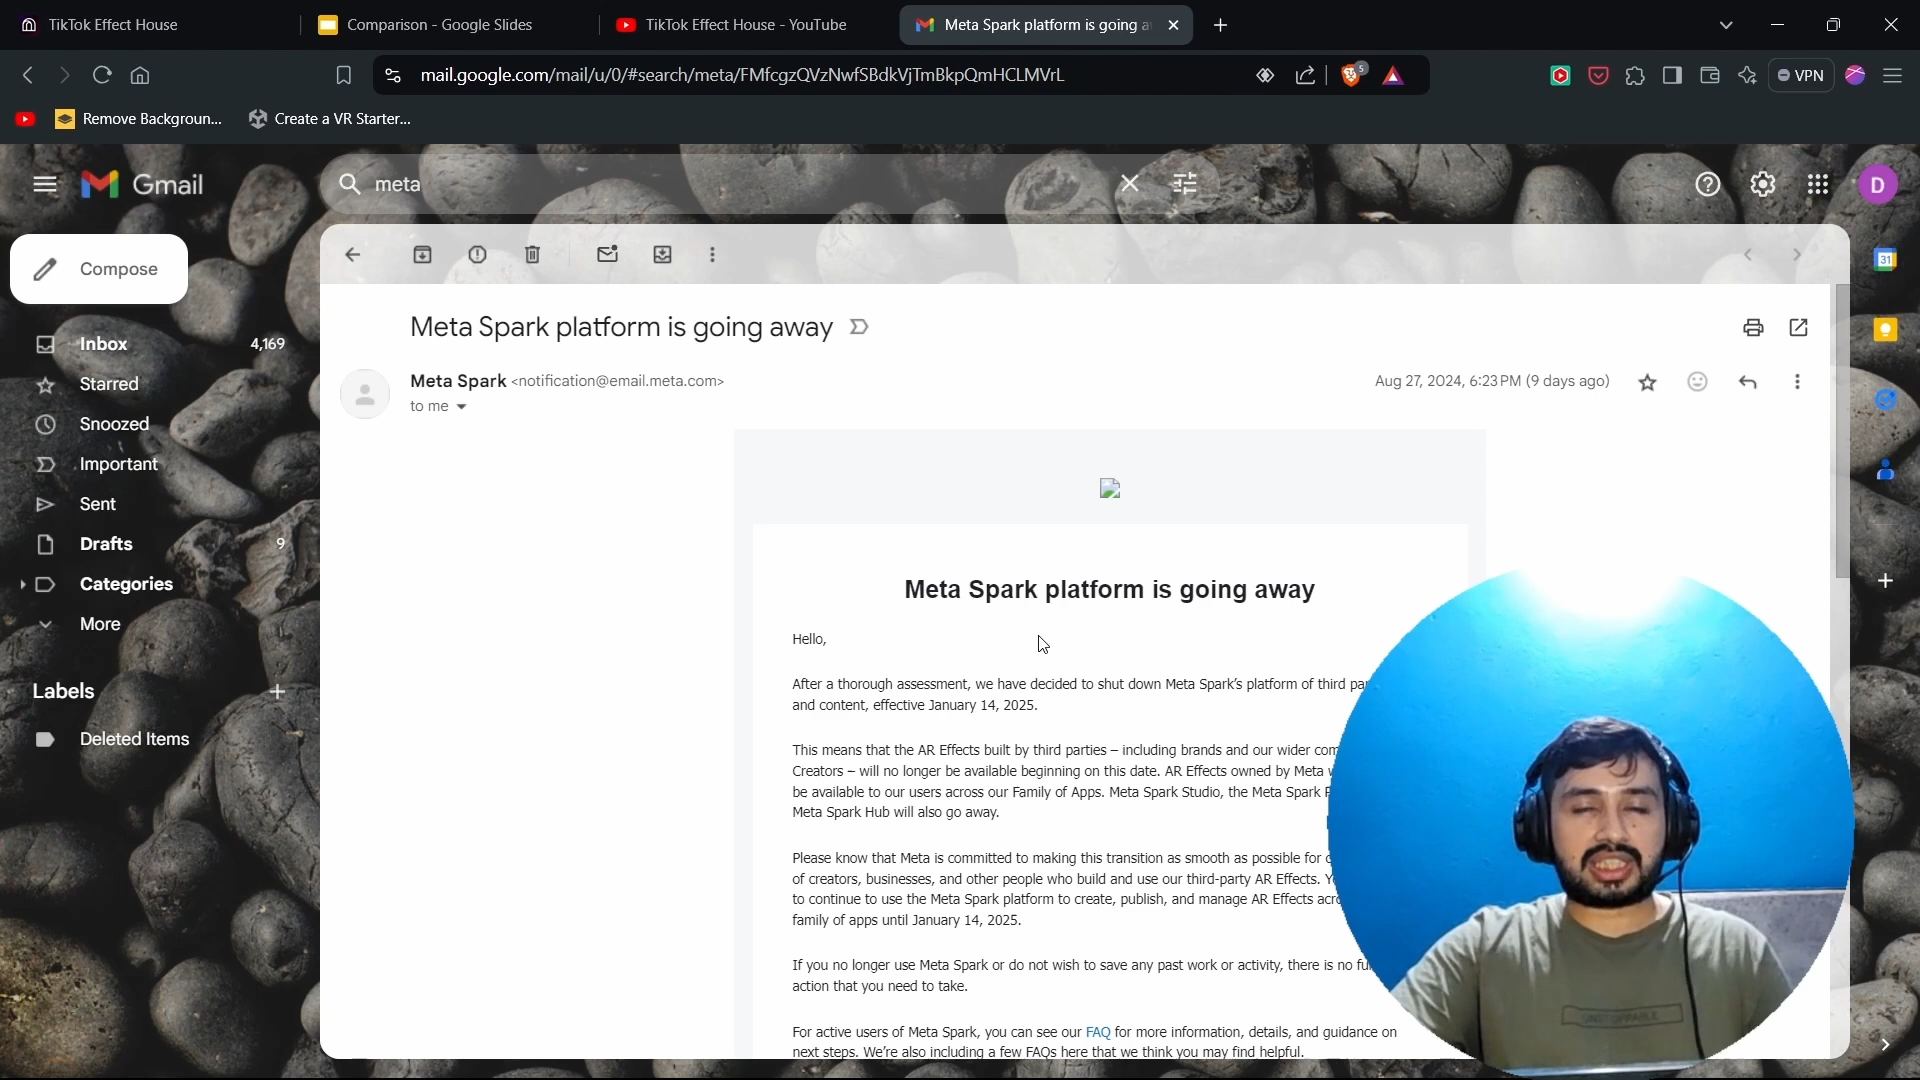 TikTok Effect House
Comparison - Google Slides
TikTok Effect House - YouTube
Meta Spark platform is going
mail.google.com/mail/u/0/#search/meta/FMfcgzQVzNwfSBdkVjTmBkpQmHCLMVrL
5
VPN
Remove Backgroun...
Create a VR Starter...
Gmail
meta
D
Compose
31
Meta Spark platform is going away
Inbox 4,169
Starred
Snoozed
Important
Sent
Drafts 9
Categories
More
Labels
Deleted Items
Meta Spark <notification@email.meta.com>
Aug 27, 2024, 6:23 PM (9 days ago)
to me
Meta Spark platform is going away
Hello,
After a thorough assessment, we have decided to shut down Meta Spark's platform of third
and content, effective January 14, 2025.
This means that the AR Effects built by third parties – including brands and our wider
Creators – will no longer be available beginning on this date. AR Effects owned by Meta
be available to our users across our Family of Apps. Meta Spark Studio, the Meta Spark
Meta Spark Hub will also go away.
Please know that Meta is committed to making this transition as smooth as possible for
of creators, businesses, and other people who build and use our third-party AR Effects.
to continue to use the Meta Spark platform to create, publish, and manage AR Effects
family of apps until January 14, 2025.
If you no longer use Meta Spark or do not wish to save any past work or activity, there is no
action that you need to take.
For active users of Meta Spark, you can see our FAQ for more information, details, and guidance on
next steps. We're also including a few FAQs here that we think you may find helpful.
UNSTOPPABLE